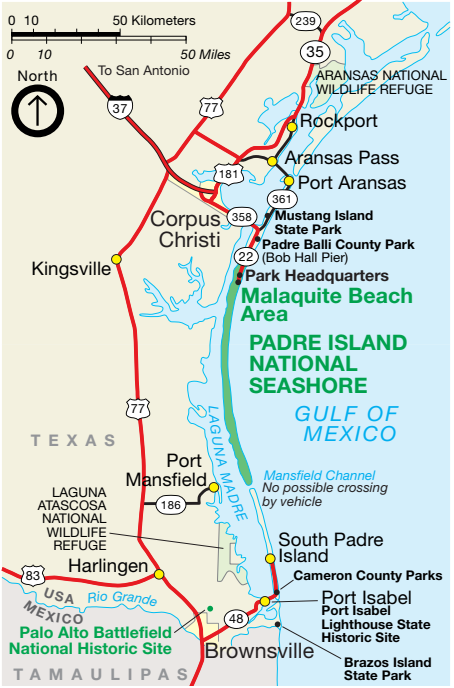 0 10 50 Kilometers
0 10 50 Miles
North
To San Antonio
239
35
ARANSAS NATIONAL
WILDLIFE REFUGE
37
77
Rockport
181
Aransas Pass
Port Aransas
361
Corpus
Christi
358
Mustang Island
State Park
Padre Balli County Park
(Bob Hall Pier)
22
Kingsville
Park Headquarters
Malaquite Beach
Area
PADRE ISLAND
NATIONAL
SEASHORE
77
GULF OF
MEXICO
LAGUNA MADRE
TEXAS
Port
Mansfield
Mansfield Channel
No possible crossing
by vehicle
186
LAGUNA
ATASCOSA
NATIONAL
WILDLIFE
REFUGE
South Padre
Island
Harlingen
83
Cameron County Parks
USA
MEXICO
Rio Grande
Port Isabel
Port Isabel
Lighthouse State
Historic Site
48
Palo Alto Battlefield
National Historic Site
Brownsville
Brazos Island
State Park
TAMAULIPAS